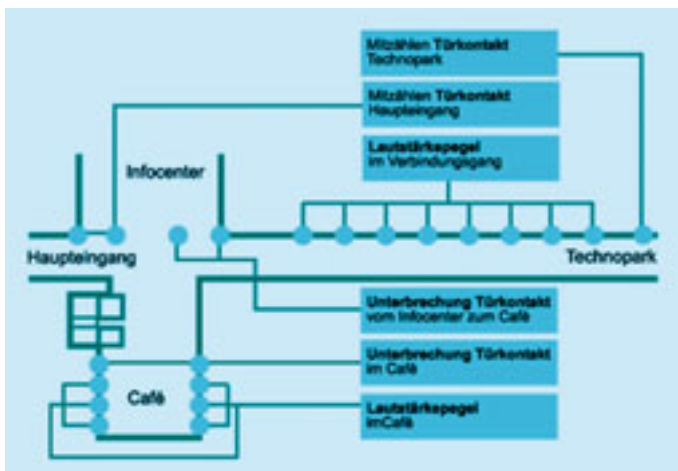 Mitzählen Türkontakt
Technopark
Mitzählen Türkontakt
Haupteingang
Lautstärkepegel
im Verbindungsgang
Infocenter
Haupteingang
Technopark
Unterbrechung Türkontakt
vom Infocenter zum Café
Unterbrechung Türkontakt
im Café
Café
Lautstärkepegel
imCafé